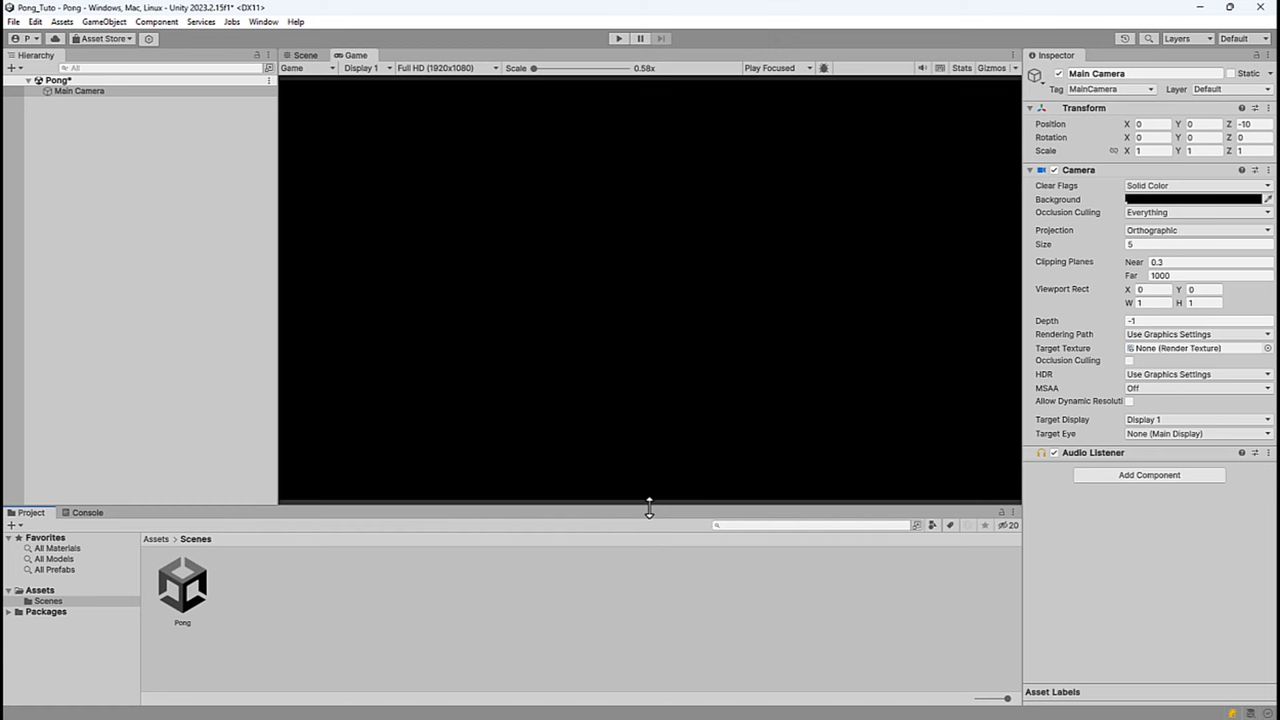 Pong_Tuto - Pong - Windows, Mac, Linux - Unity 2023.2.15f1* <DX11>
File Edit Assets GameObject Component Services Jobs Window Help
P Asset Store Layers Default
Hierarchy
All
Pong*
Main Camera
Scene Game
Game Display 1 Full HD (1920x1080) Scale 0.58x Play Focused Stats Gizmos
Inspector
Main Camera Static
Tag MainCamera Layer Default
Transform
Position X 0 Y 0 Z -10
Rotation X 0 Y 0 Z 0
Scale X 1 Y 1 Z 1
Camera
Clear Flags Solid Color
Background
Occlusion Culling Everything
Projection Orthographic
Size 5
Clipping Planes Near 0.3
Far 1000
Viewport Rect X 0 Y 0
W 1 H 1
Depth -1
Rendering Path Use Graphics Settings
Target Texture None (Render Texture)
Occlusion Culling
HDR Use Graphics Settings
MSAA Off
Allow Dynamic Resoluti
Target Display Display 1
Target Eye None (Main Display)
Audio Listener
Add Component
Asset Labels
Project Console
20
Favorites
All Materials
All Models
All Prefabs
Assets
Scenes
Packages
Assets > Scenes
Pong